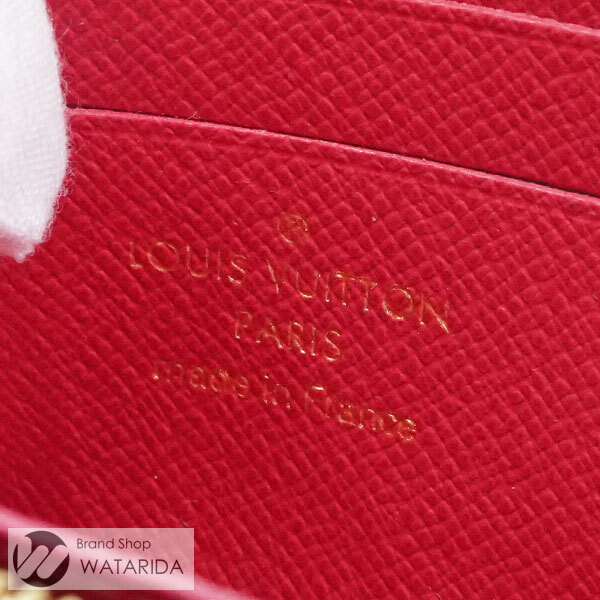 ®
LOUIS VUITTON
PARIS
made in France
Brand Shop
WATARIDA